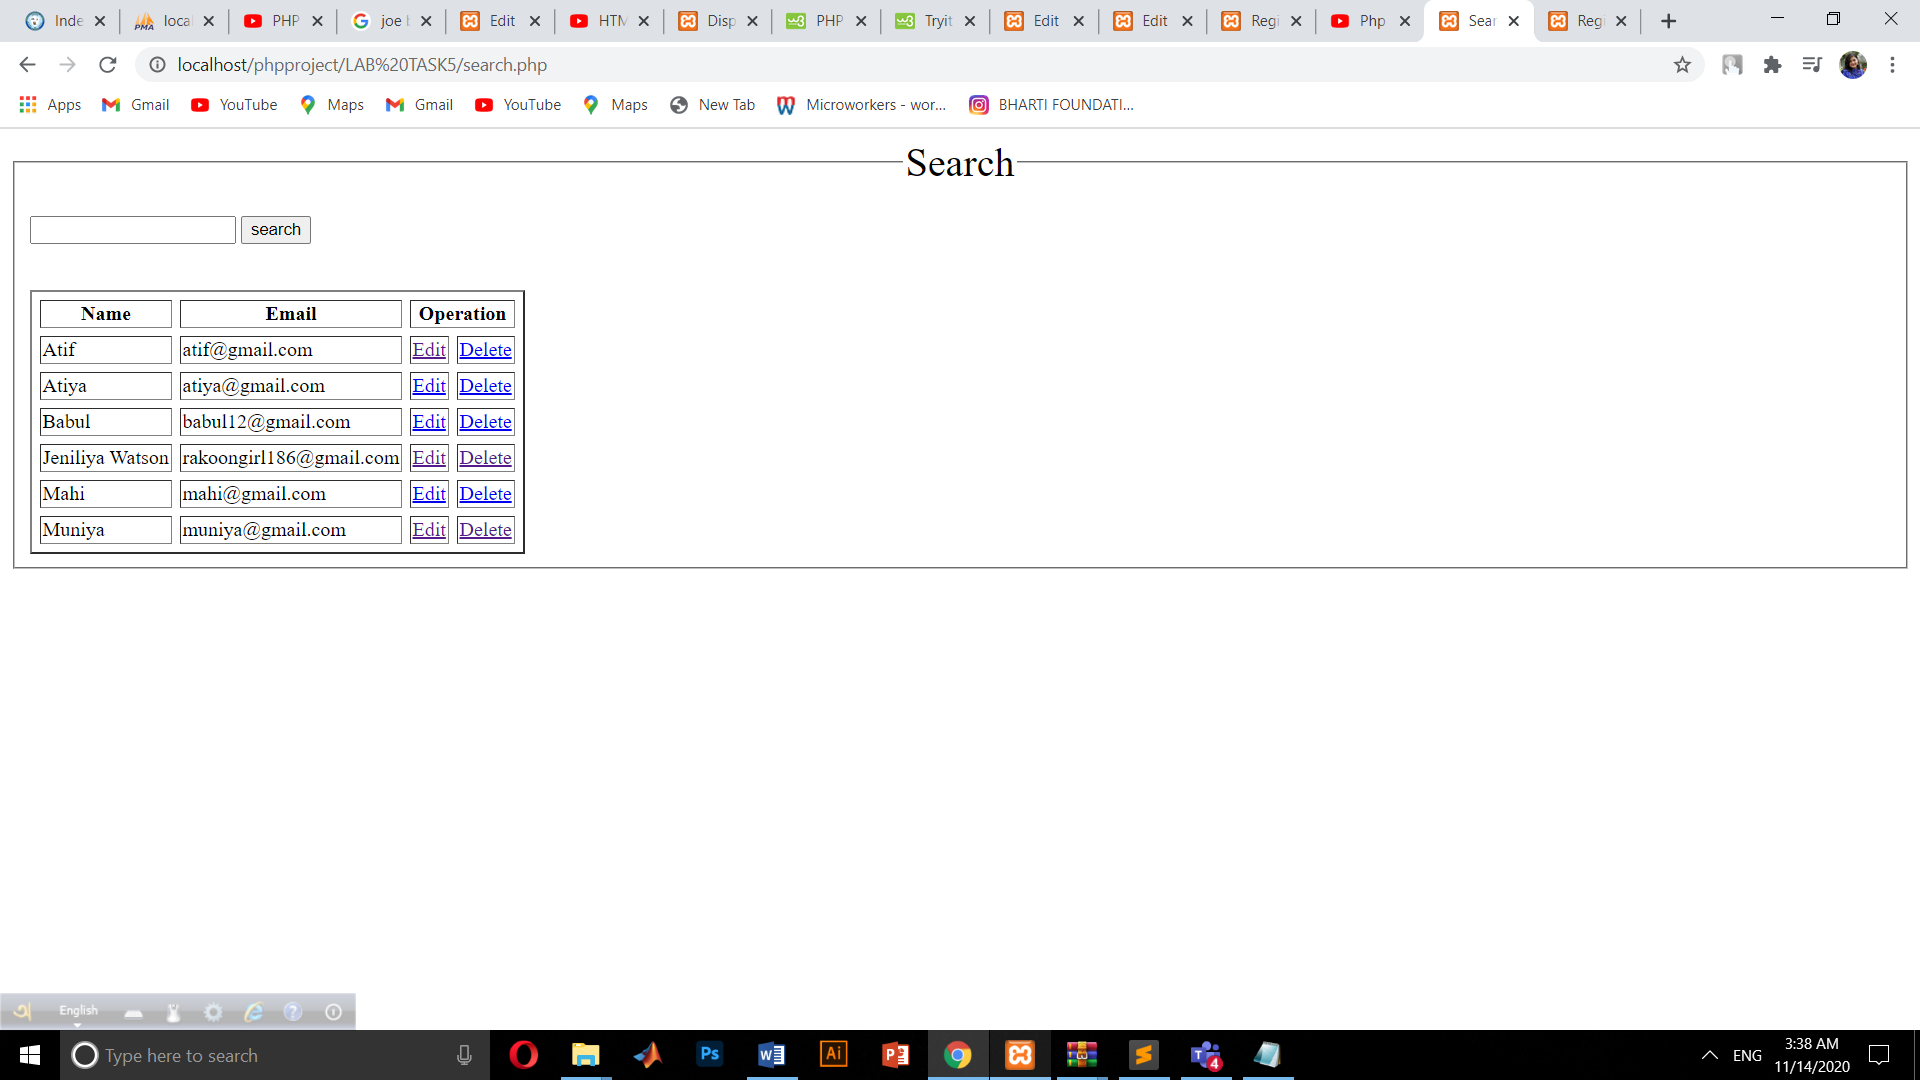 Inde
local
PHP
joe b
Edit
HTM
Disp
PHP
Tryit
Edit
Edit
Regi
Php
Sear
Regi
localhost/phpproject/LAB%20TASK5/search.php
Apps Gmail YouTube Maps Gmail YouTube Maps New Tab Microworkers - wor... BHARTI FOUNDATI...
Search
search
Name Email Operation
Atif atif@gmail.com Edit Delete
Atiya atiya@gmail.com Edit Delete
Babul babul12@gmail.com Edit Delete
Jeniliya Watson rakoongirl186@gmail.com Edit Delete
Mahi mahi@gmail.com Edit Delete
Muniya muniya@gmail.com Edit Delete
অ English
Type here to search
Ps
Ai
4
ENG
3:38 AM
11/14/2020